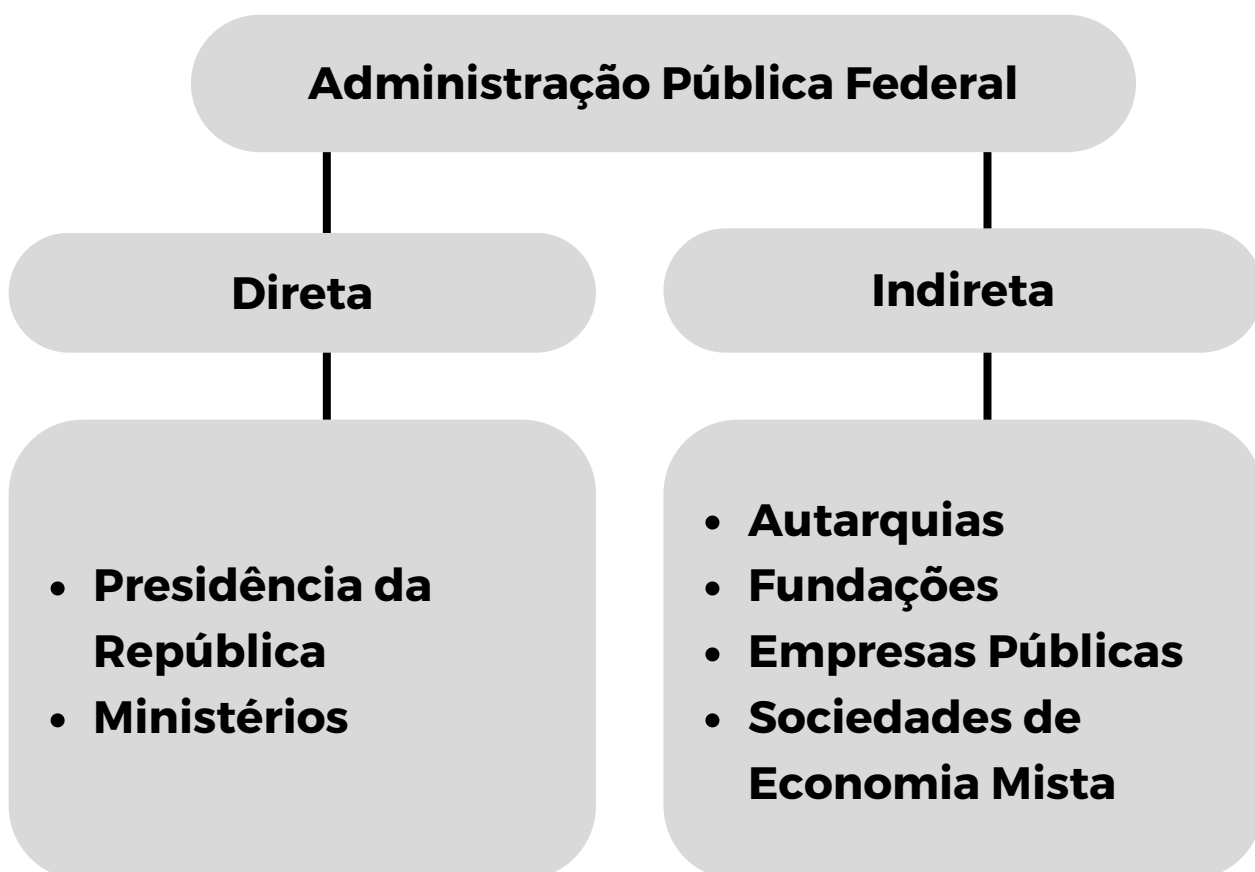 Administração Pública Federal
Direta
Indireta
• Presidência da
República
• Ministérios
• Autarquias
• Fundações
• Empresas Públicas
• Sociedades de
Economia Mista